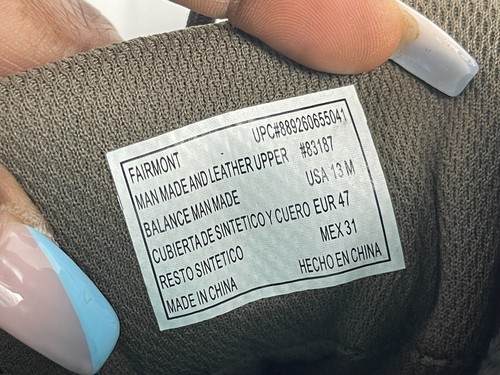 FAIRMONT UPC#889260655041
MAN MADE AND LEATHER UPPER #83187
BALANCE MAN MADE USA 13 M
CUBIERTA DE SINTETICO Y CUERO EUR 47
RESTO SINTETICO MEX 31
MADE IN CHINA HECHO EN CHINA